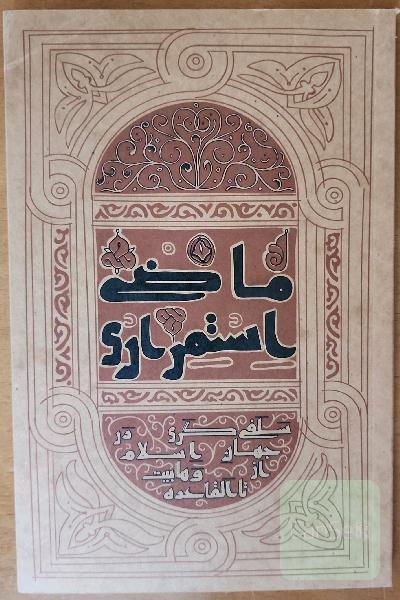 ماضی
استمراری
سلفی‌گری در
جهان اسلام
از وهابیت
تا القاعده